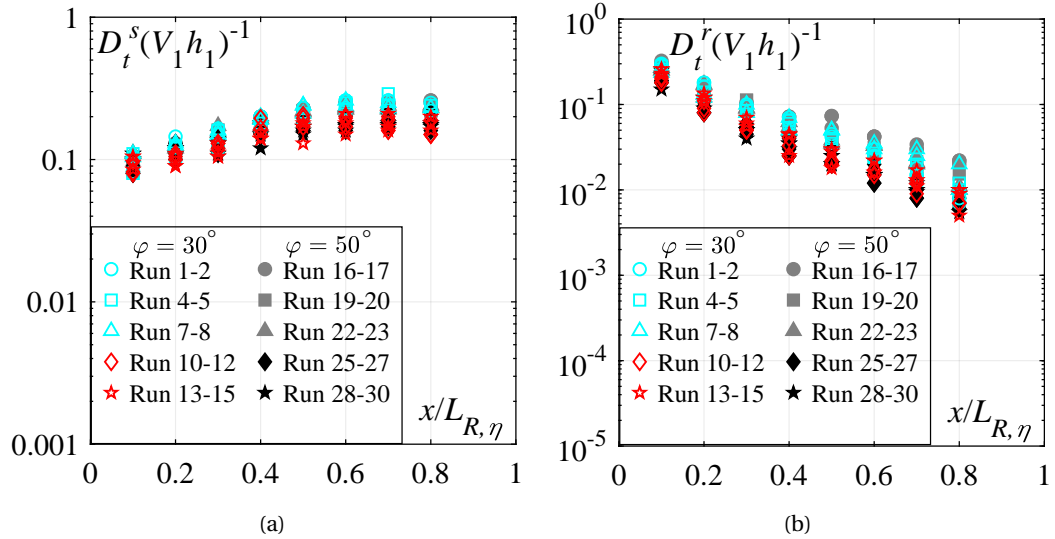 D_t^s(V_1h_1)^-1
1
0.1
0.01
0.001
φ = 30° φ = 50°
Run 1-2 Run 16-17
Run 4-5 Run 19-20
Run 7-8 Run 22-23
Run 10-12 Run 25-27
Run 13-15 Run 28-30
x/L_R, η
0 0.2 0.4 0.6 0.8 1
(a)
D_t^r(V_1h_1)^-1
10^0
10^-1
10^-2
10^-3
10^-4
10^-5
φ = 30° φ = 50°
Run 1-2 Run 16-17
Run 4-5 Run 19-20
Run 7-8 Run 22-23
Run 10-12 Run 25-27
Run 13-15 Run 28-30
x/L_R, η
0 0.2 0.4 0.6 0.8 1
(b)